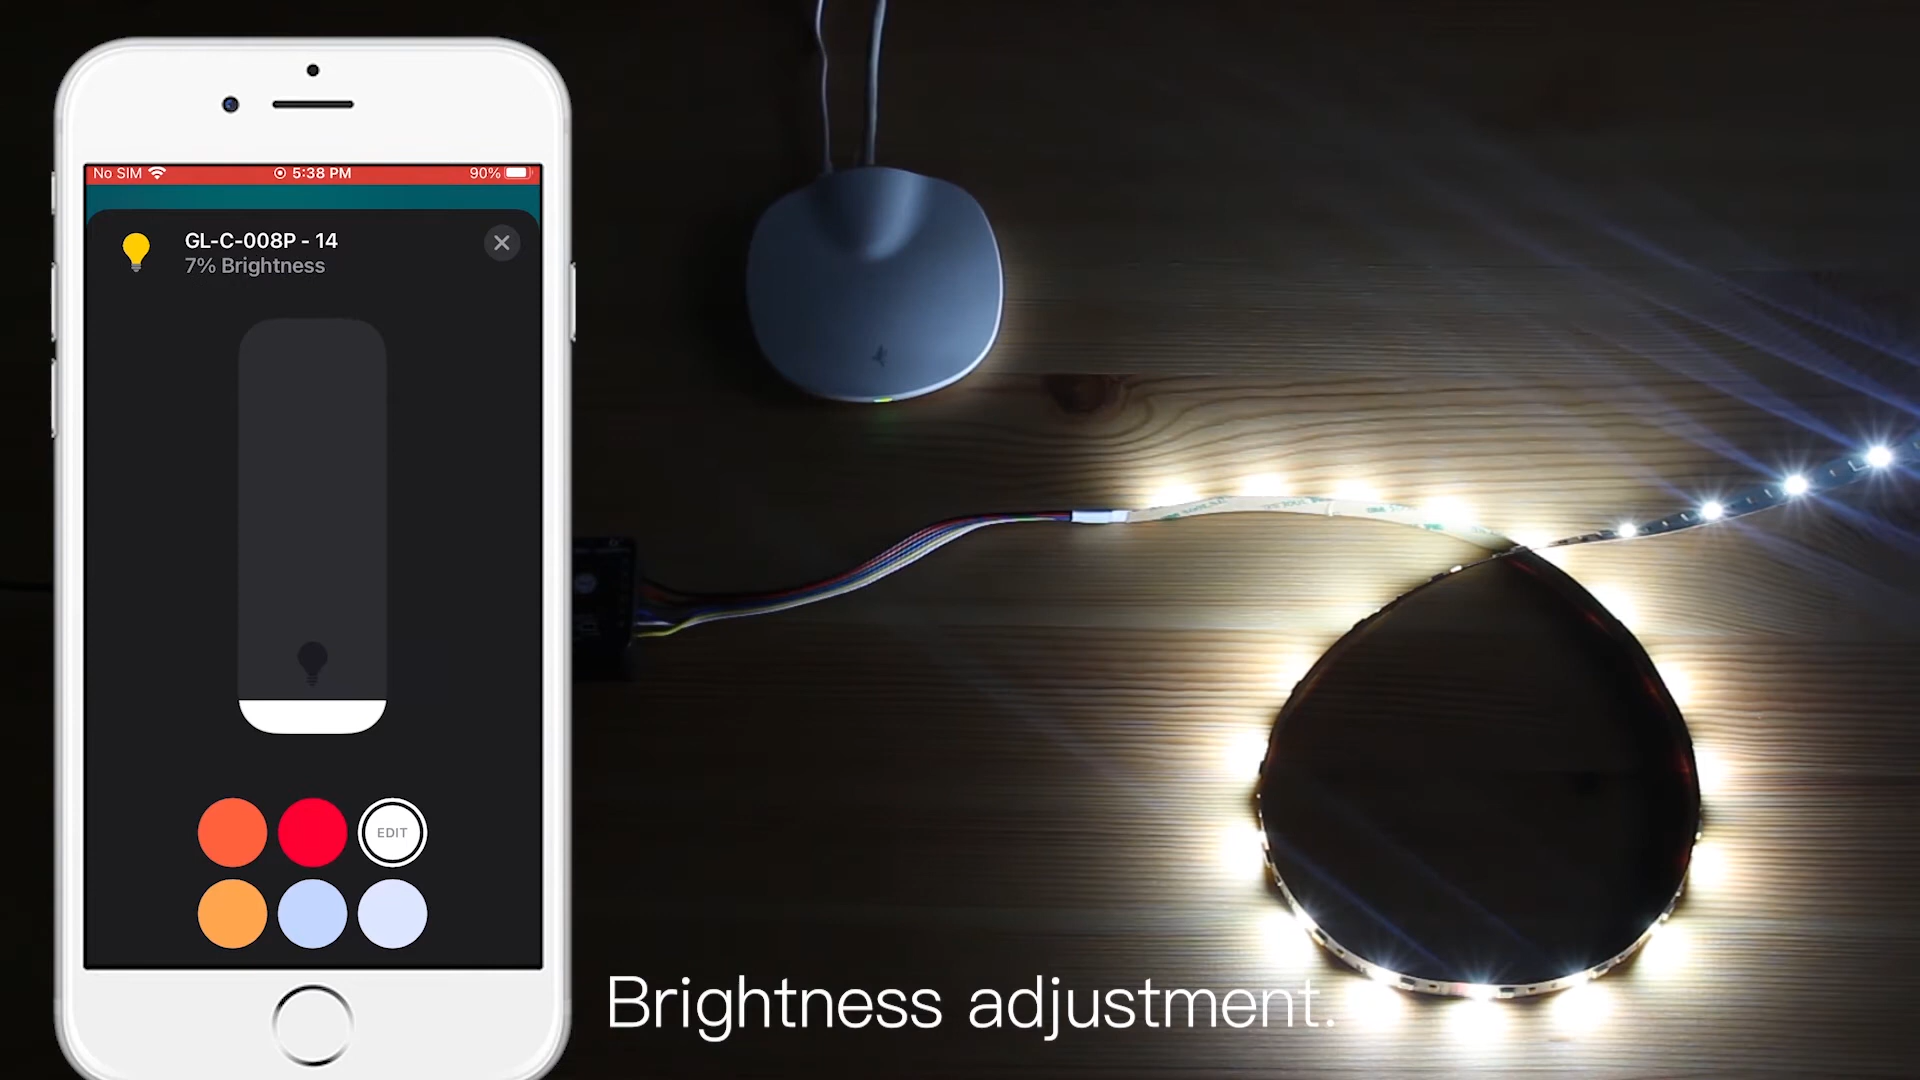 No SIM
5:38 PM
90%
GL-C-008P - 14
7% Brightness
EDIT
Brightness adjustment.